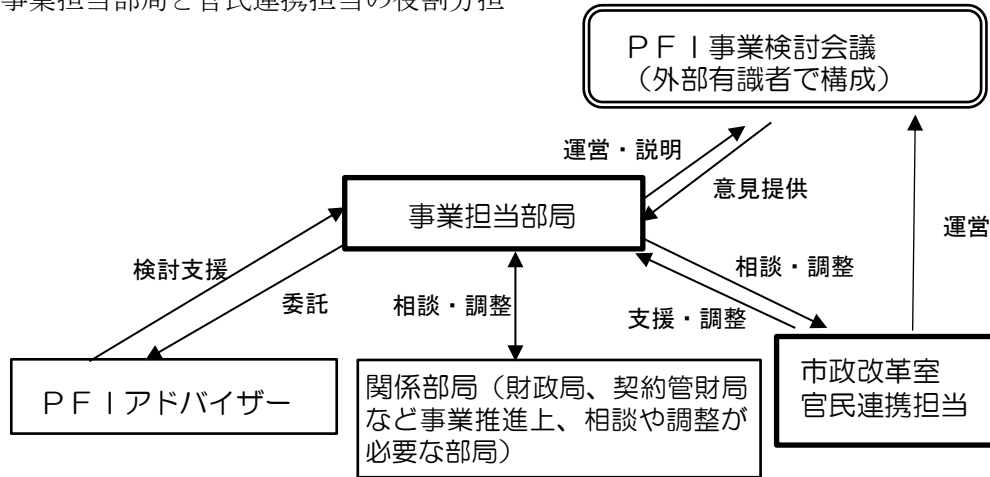 事業担当部局と官民連携担当の役割分担
ＰＦＩ事業検討会議
（外部有識者で構成）
運営・説明
意見提供
事業担当部局
運営
検討支援
委託
相談・調整
相談・調整
支援・調整
ＰＦＩアドバイザー
関係部局（財政局、契約管財局
など事業推進上、相談や調整が
必要な部局）
市政改革室
官民連携担当